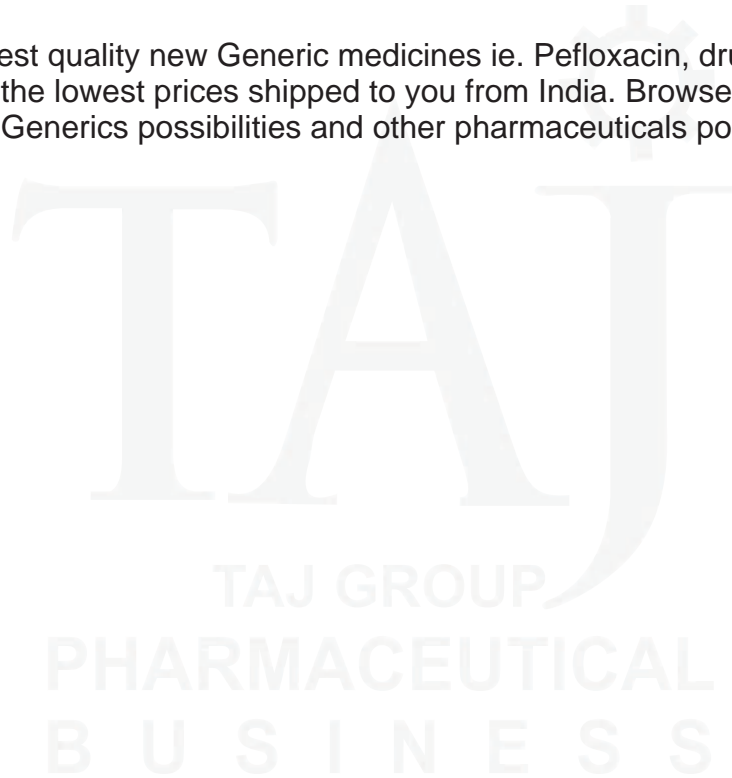 est quality new Generic medicines ie. Pefloxacin, dru
the lowest prices shipped to you from India. Browse
Generics possibilities and other pharmaceuticals po
TAJ
TAJ GROUP
PHARMACEUTICAL
BUSINESS